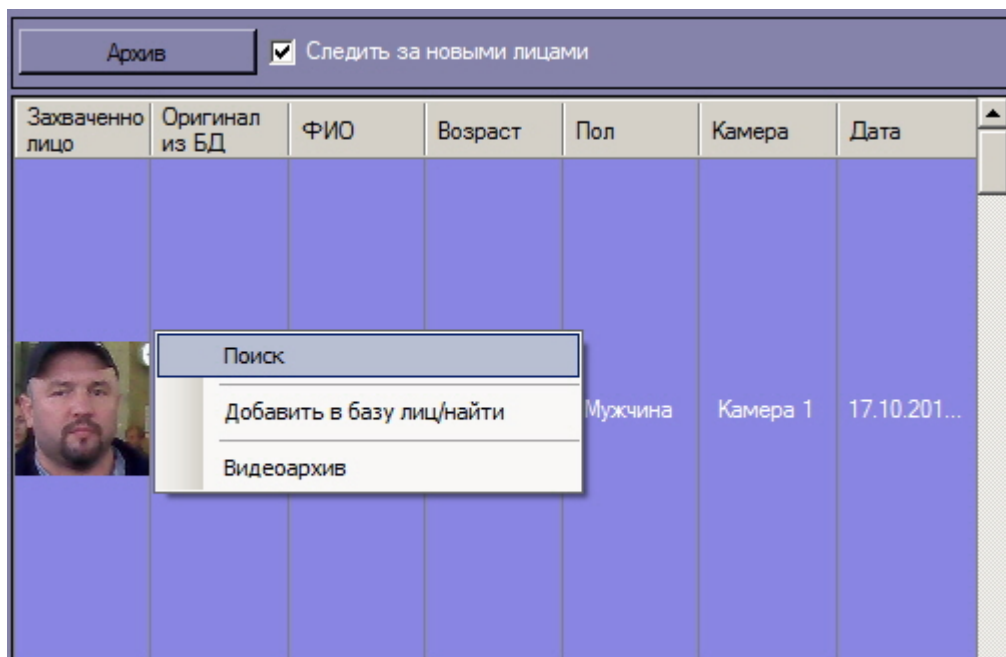 Архив
Следить за новыми лицами
Захваченно
лицо
Оригинал
из БД
ФИО
Возраст
Пол
Камера
Дата
Поиск
Добавить в базу лиц/найти
Видеоархив
Мужчина
Камера 1
17.10.201...